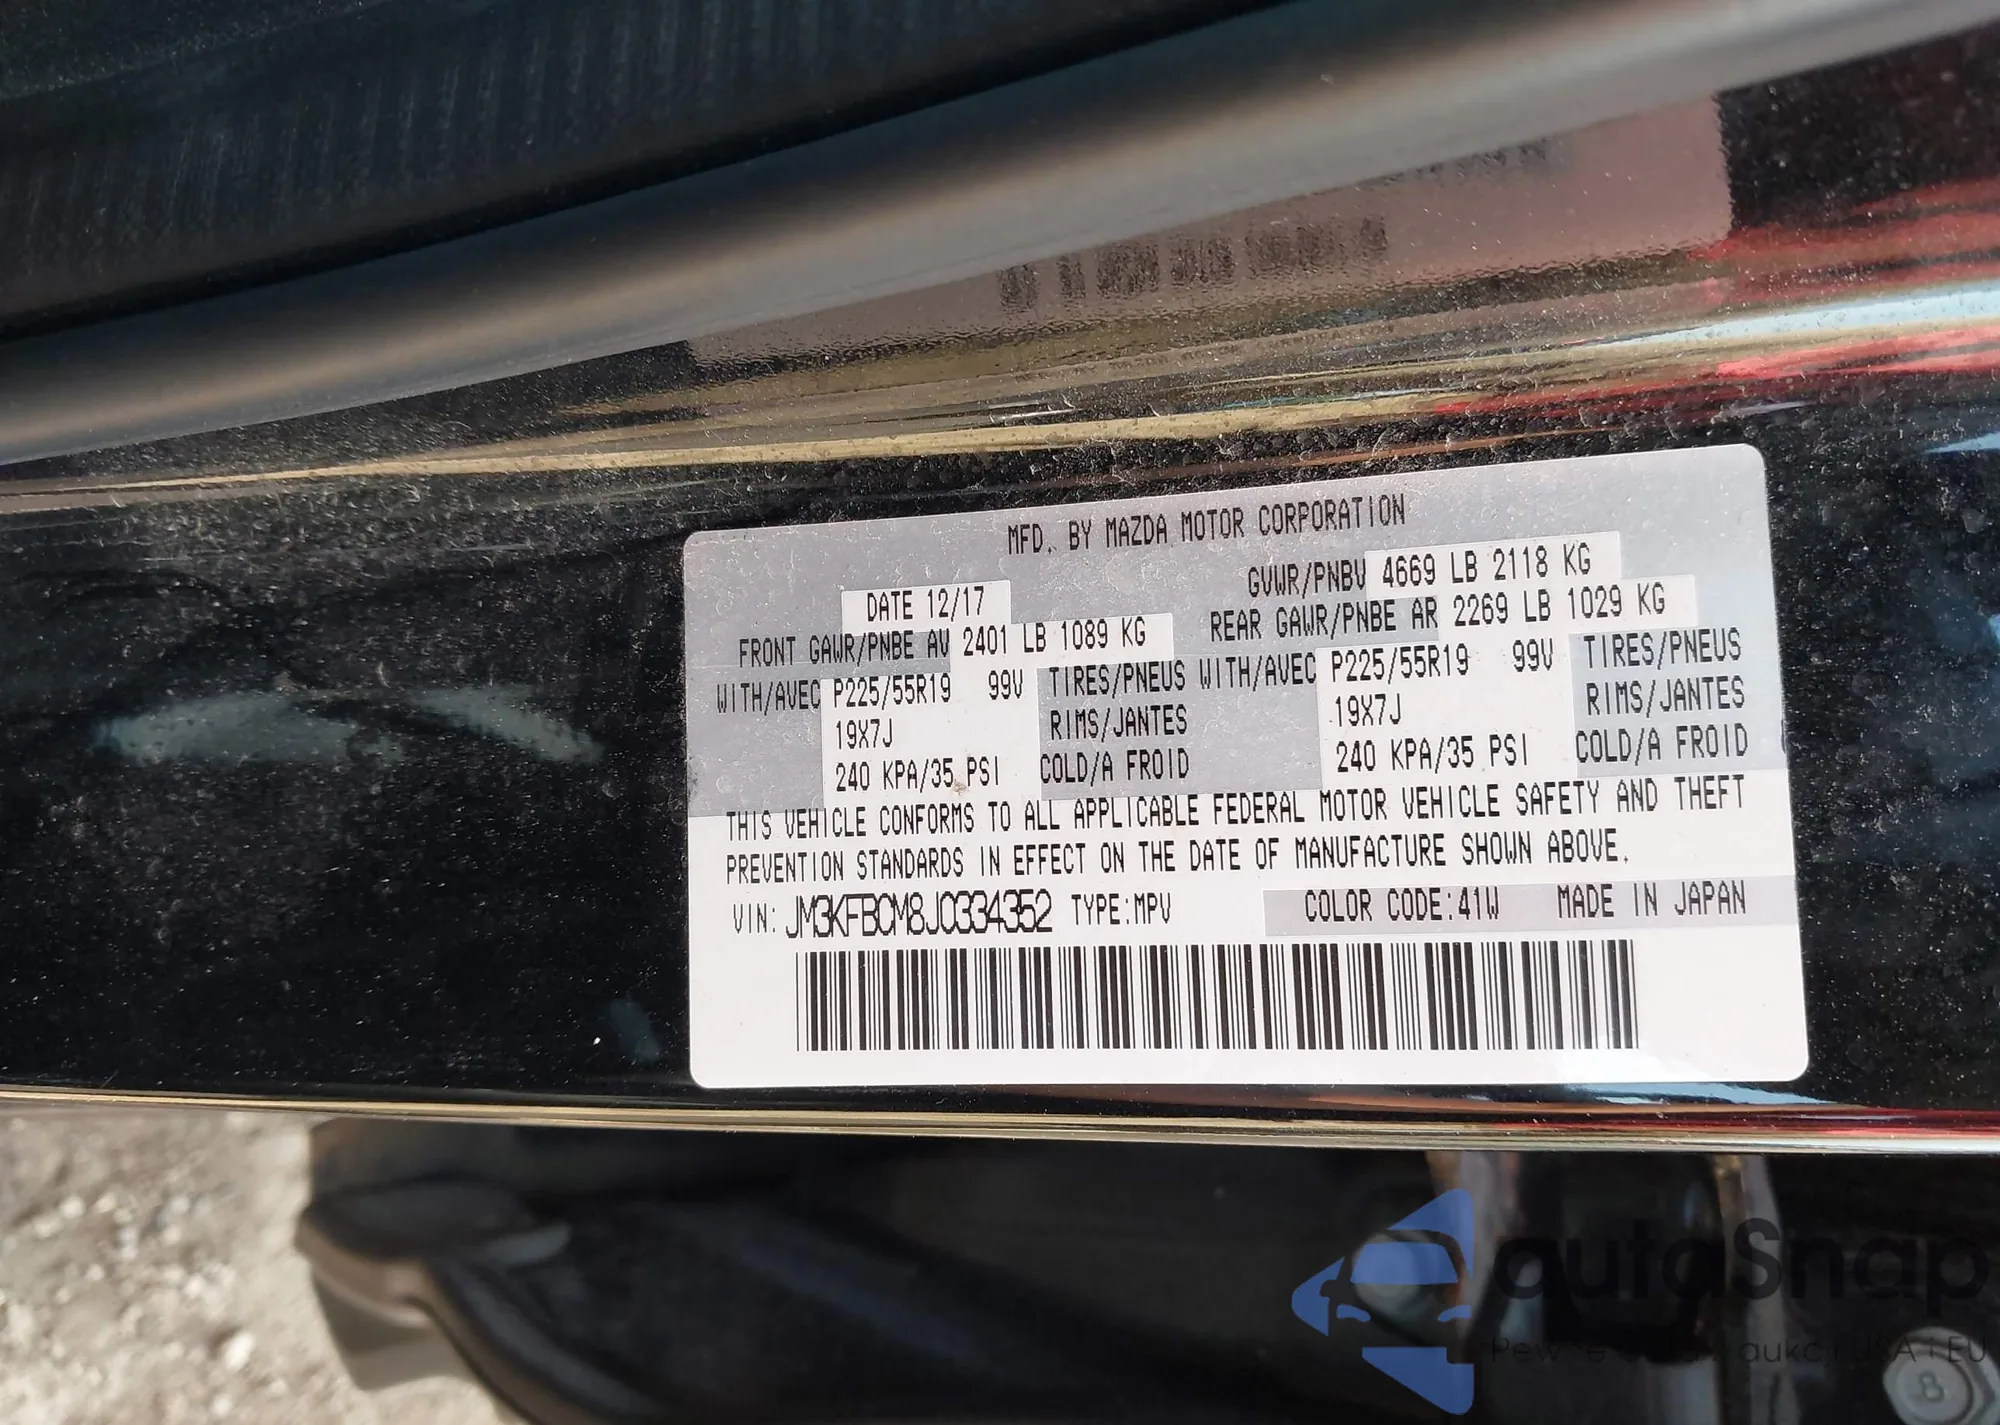 MFD. BY MAZDA MOTOR CORPORATION
GVWR/PNBV 4669 LB 2118 KG
DATE 12/17
FRONT GAWR/PNBE AV 2401 LB 1089 KG REAR GAWR/PNBE AR 2269 LB 1029 KG
WITH/AVEC P225/55R19 99V TIRES/PNEUS WITH/AVEC P225/55R19 99V TIRES/PNEUS
19X7J RIMS/JANTES 19X7J RIMS/JANTES
240 KPA/35 PSI COLD/A FROID 240 KPA/35 PSI COLD/A FROID
THIS VEHICLE CONFORMS TO ALL APPLICABLE FEDERAL MOTOR VEHICLE SAFETY AND THEFT
PREVENTION STANDARDS IN EFFECT ON THE DATE OF MANUFACTURE SHOWN ABOVE.
VIN: JM3KFBCM8J0334352 TYPE:MPV COLOR CODE:41W MADE IN JAPAN
autoSnap
USA i EU
8